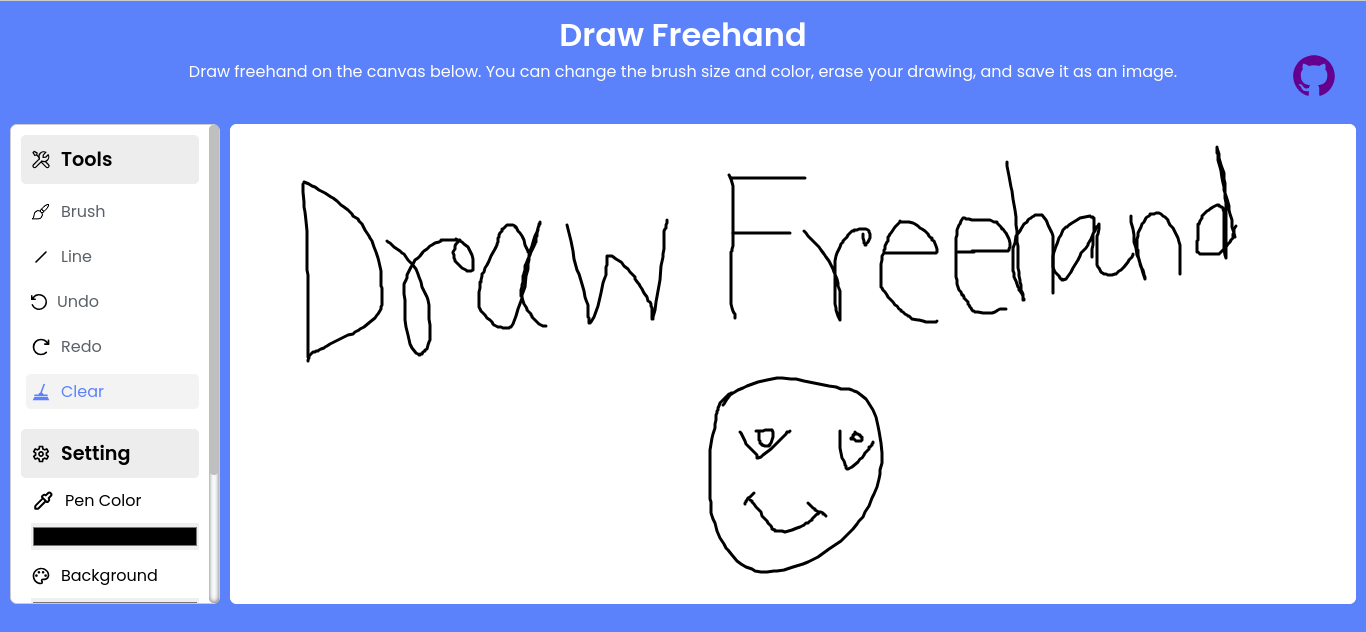 Draw Freehand
Draw freehand on the canvas below. You can change the brush size and color, erase your drawing, and save it as an image.
Tools
Brush
Line
Undo
Redo
Clear
Setting
Pen Color
Background
Draw Freehand